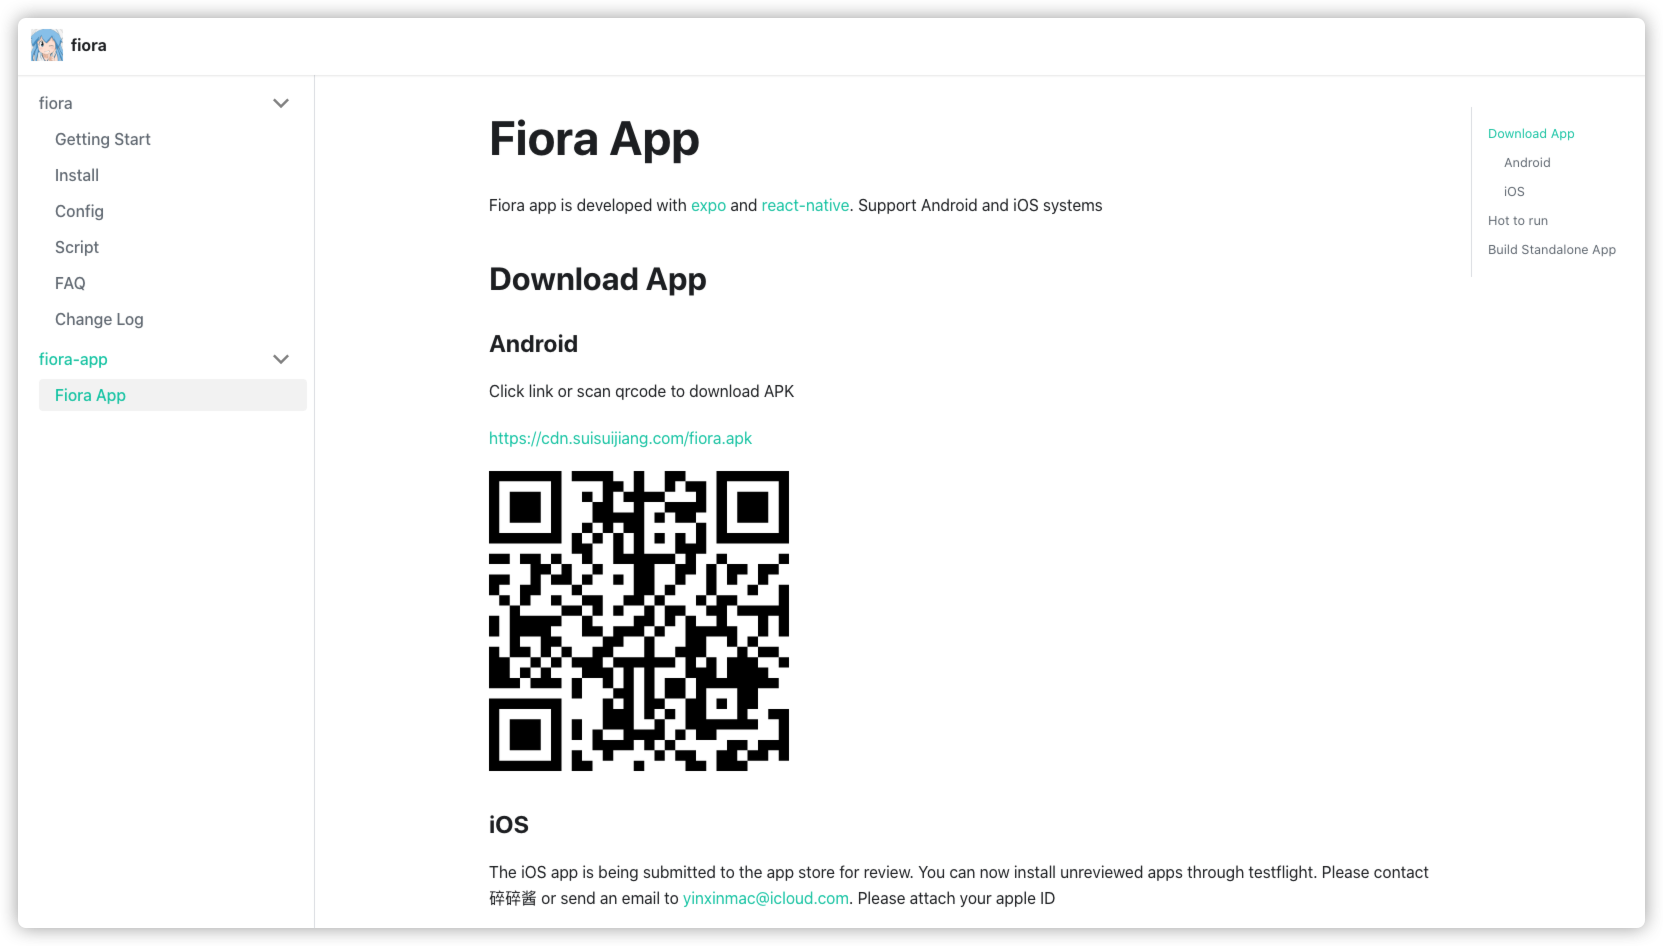 fiora
fiora
Getting Start
Install
Config
Script
FAQ
Change Log
fiora-app
Fiora App
Fiora App
Fiora app is developed with expo and react-native. Support Android and iOS systems
Download App
Android
Click link or scan qrcode to download APK
https://cdn.suisuijiang.com/fiora.apk
iOS
The iOS app is being submitted to the app store for review. You can now install unreviewed apps through testflight. Please contact
碎碎酱 or send an email to yinxinmac@icloud.com. Please attach your apple ID
Download App
Android
iOS
Hot to run
Build Standalone App